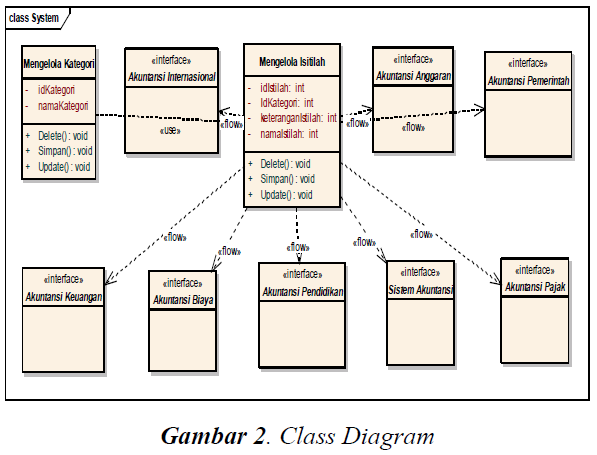 class System
Mengelola Kategori
- idKategori
- namaKategori
+ Delete() : void
+ Simpan() : void
+ Update() : void
«interface»
Akuntansi Internasional
Mengelola Isitilah
- idIstilah: int
- IdKategori: int
- keteranganIstilah: int
- namaIstilah: int
+ Delete() : void
+ Simpan() : void
+ Update() : void
«interface»
Akuntansi Anggaran
«interface»
Akuntansi Pemerintah
«use»
«flow»
«flow»
«flow»
«flow»
«flow»
«flow»
«flow»
«flow»
«interface»
Akuntansi Keuangan
«interface»
Akuntansi Biaya
«interface»
Akuntansi Pendidikan
«interface»
Sistem Akuntansi
«interface»
Akuntansi Pajak
Gambar 2. Class Diagram